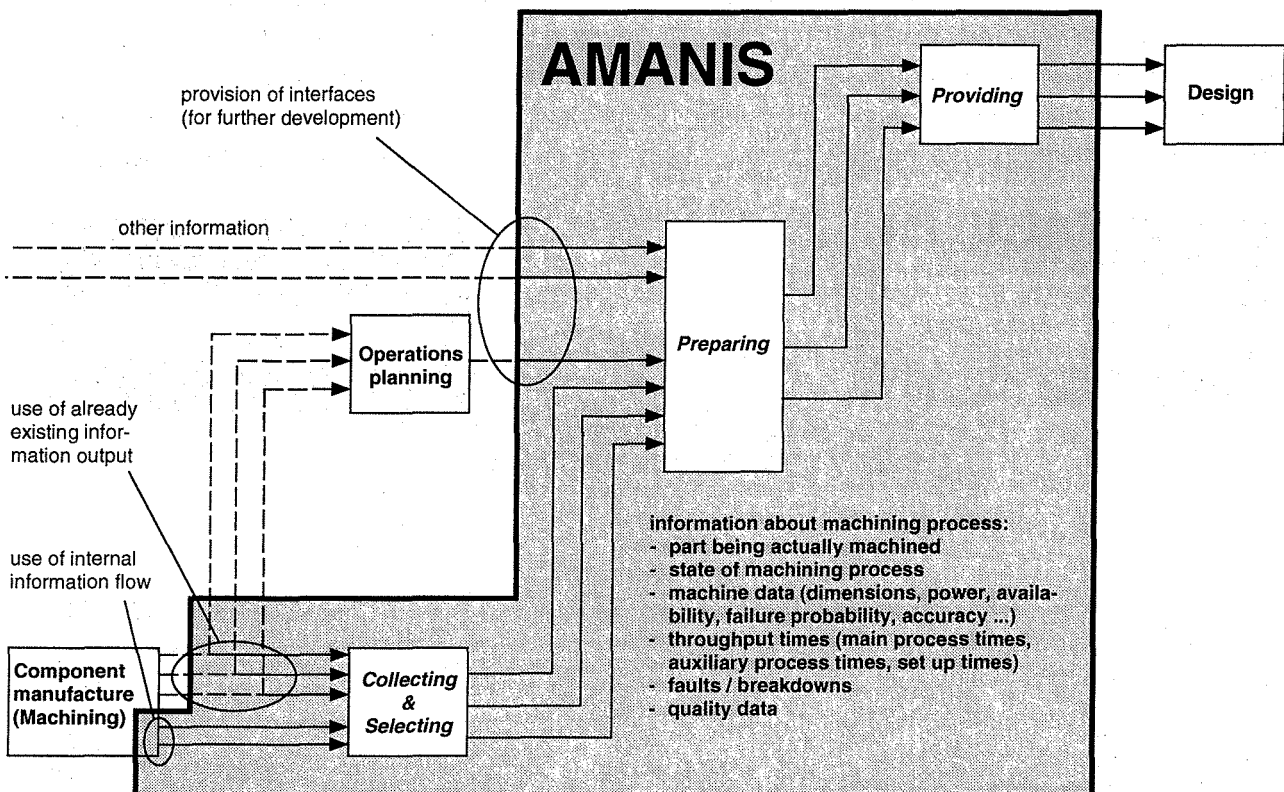 AMANIS
provision of interfaces
(for further development)
Providing
Design
other information
Preparing
Operations
planning
use of already
existing infor-
mation output
use of internal
information flow
Component
manufacture
(Machining)
Collecting
&
Selecting
information about machining process:
- part being actually machined
- state of machining process
- machine data (dimensions, power, availa-
bility, failure probability, accuracy ...)
- throughput times (main process times,
auxiliary process times, set up times)
- faults / breakdowns
- quality data